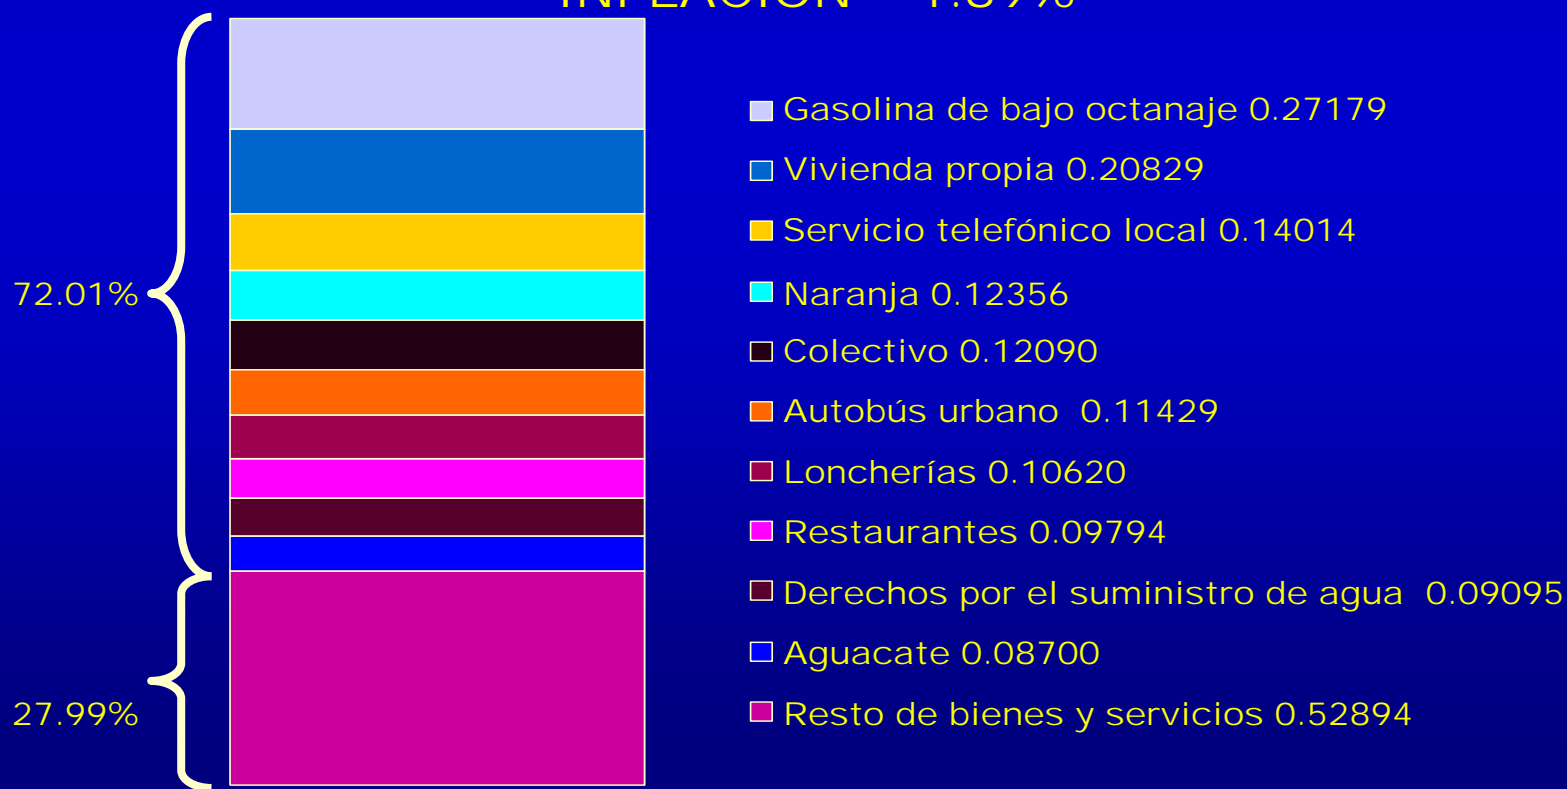 72.01%
27.99%
Gasolina de bajo octanaje 0.27179
Vivienda propia 0.20829
Servicio telefónico local 0.14014
Naranja 0.12356
Colectivo 0.12090
Autobús urbano 0.11429
Loncherías 0.10620
Restaurantes 0.09794
Derechos por el suministro de agua 0.09095
Aguacate 0.08700
Resto de bienes y servicios 0.52894